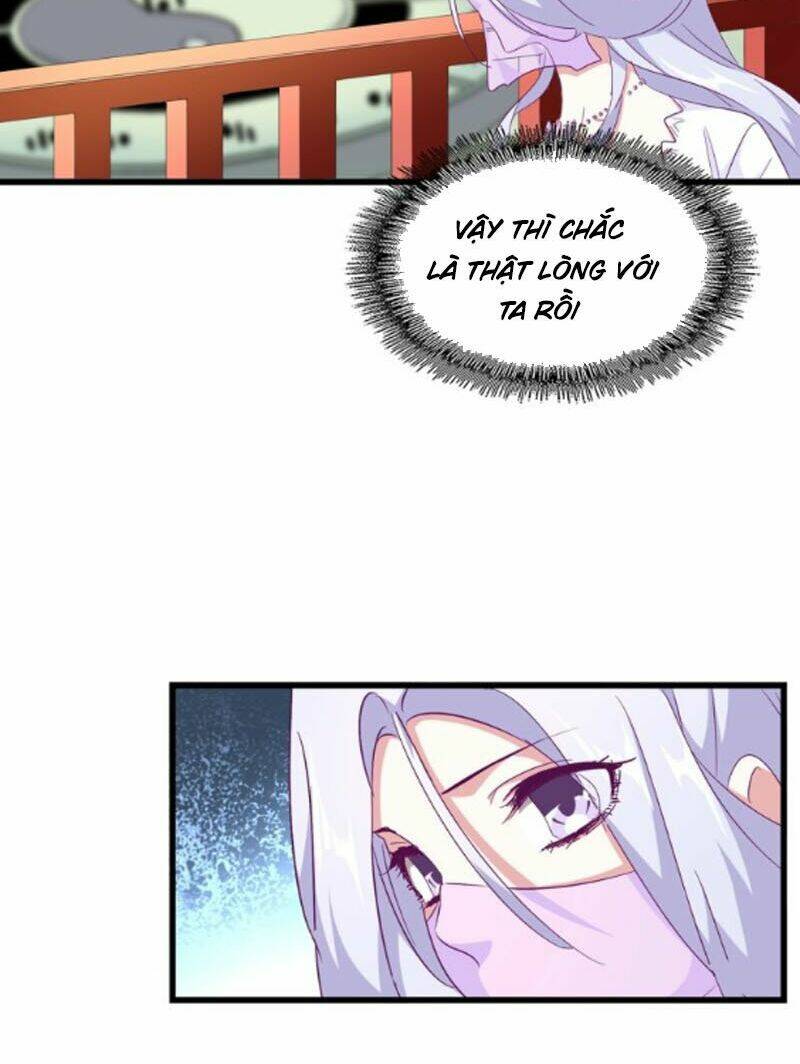 VẬY THÌ CHẮC
LÀ THẬT LÒNG VỚI
TA RỒI